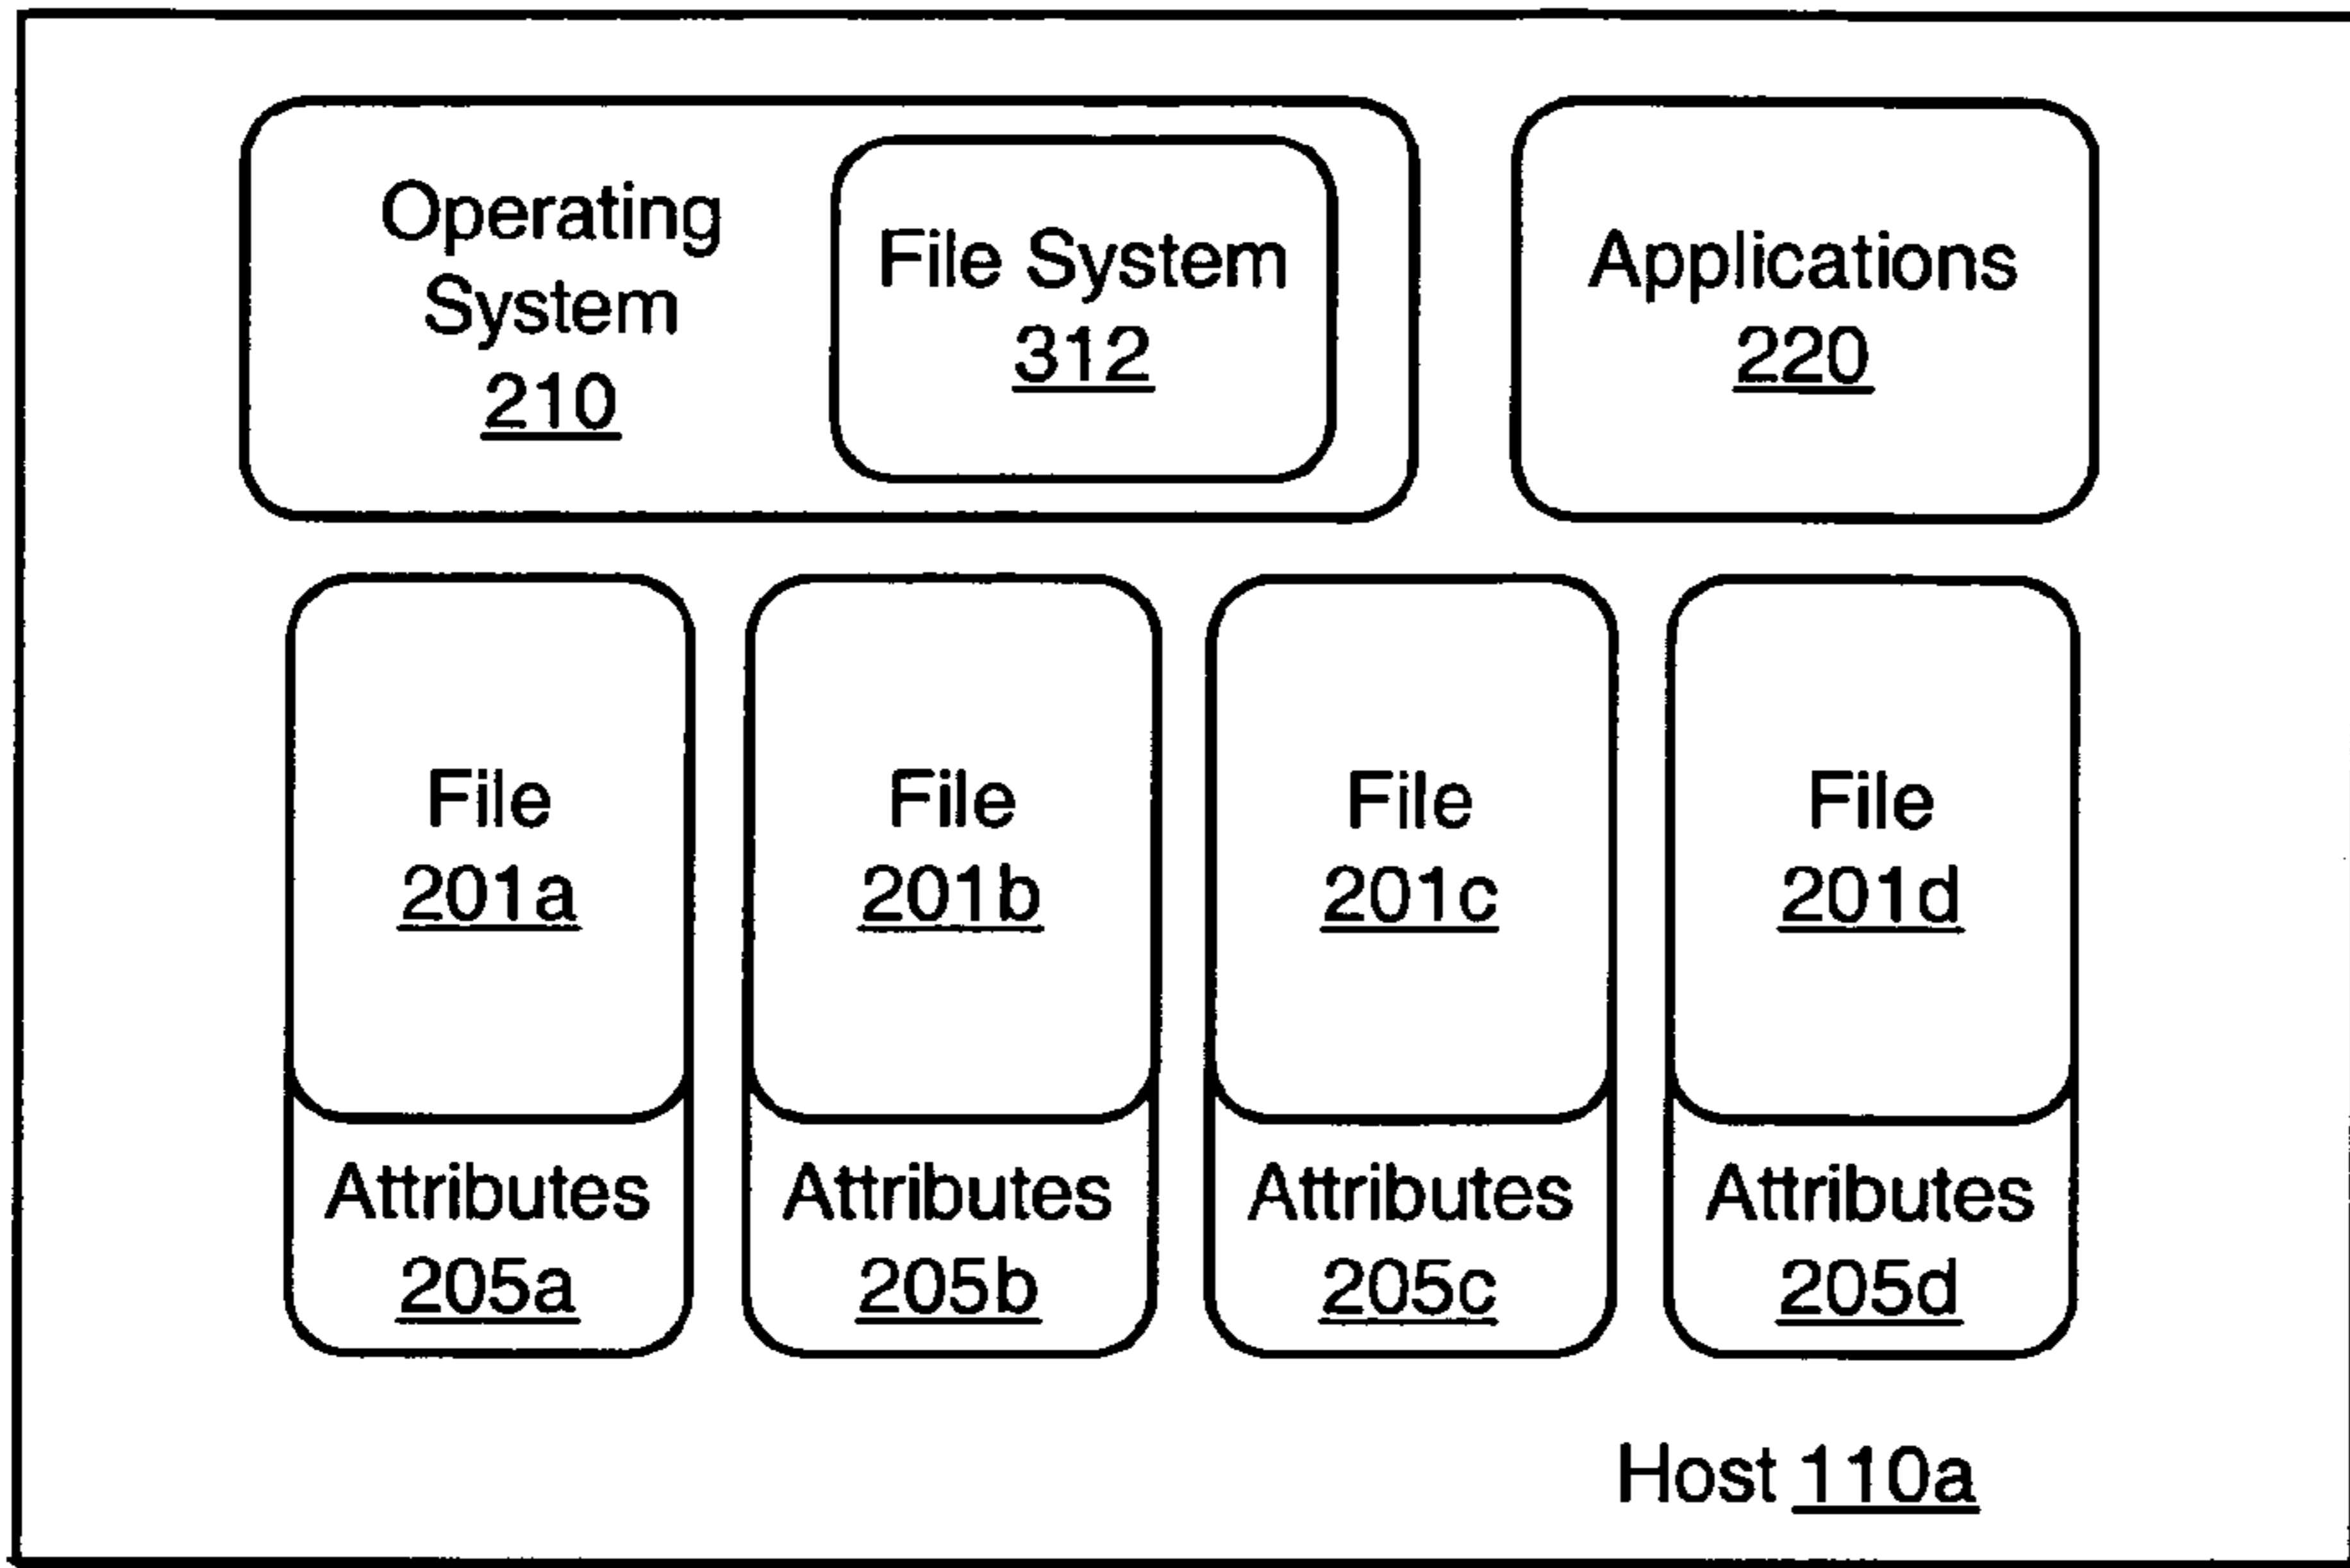 Operating
System
210
File System
312
Applications
220
File
201a
File
201b
File
201c
File
201d
Attributes
205a
Attributes
205b
Attributes
205c
Attributes
205d
Host 110a